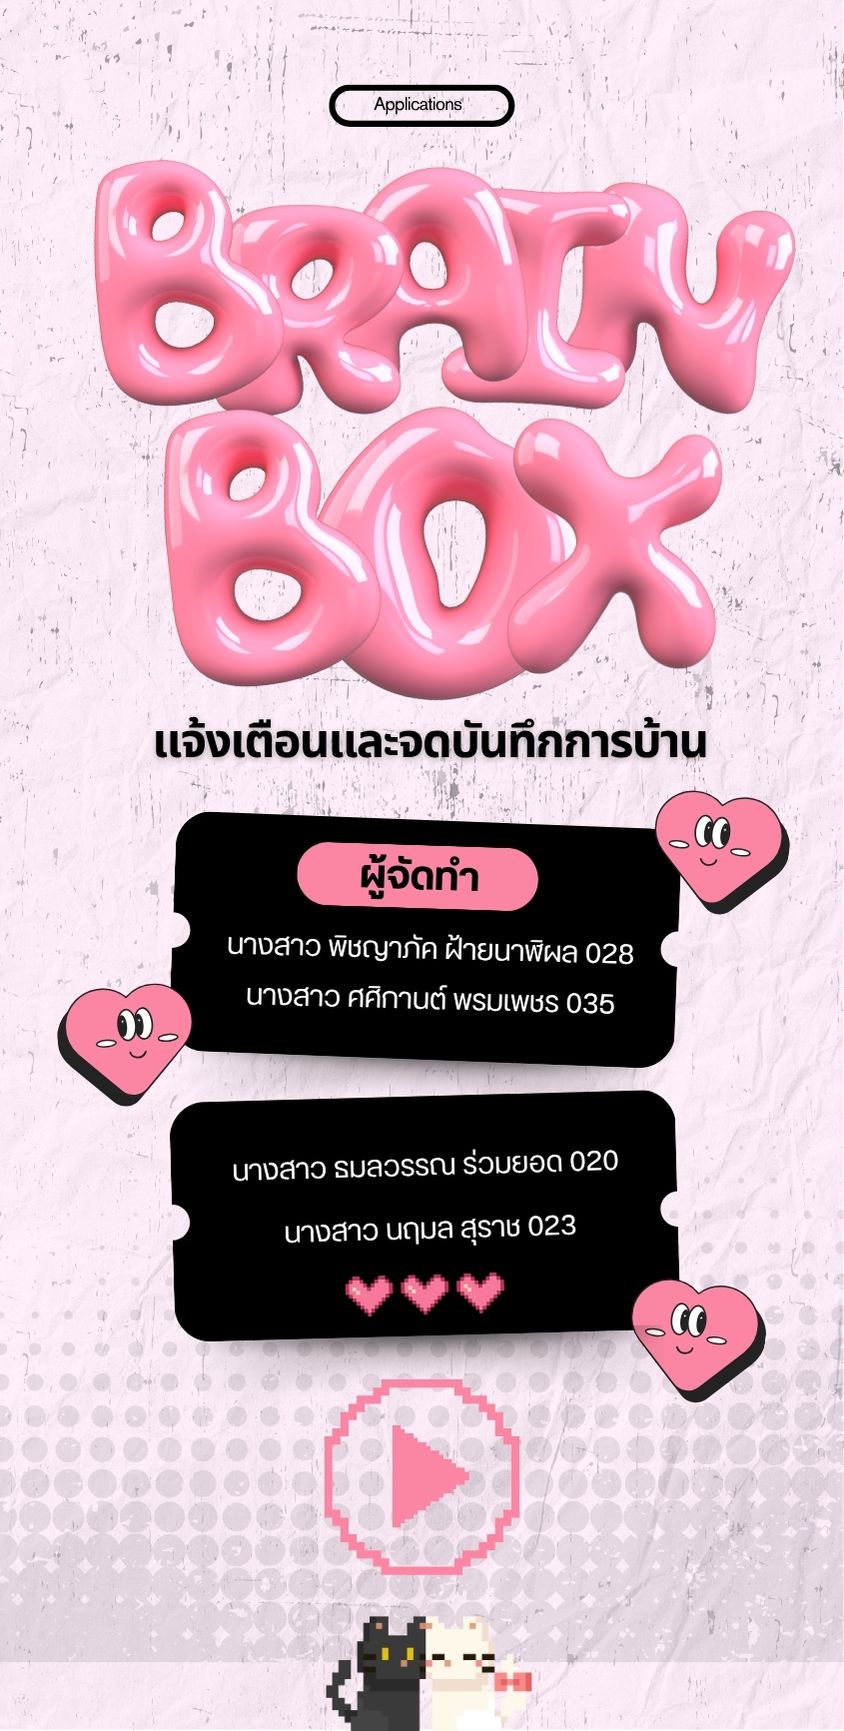 Applications
BRAIN
BOX
แจ้งเตือนและจดบันทึกการบ้าน
ผู้จัดทำ
นางสาว พิชญาภัค ฝ้ายนาพิผล 028
นางสาว ศศิกานต์ พรมเพชร 035
นางสาว ธมลวรรณ ร่วมยอด 020
นางสาว นฤมล สุราช 023